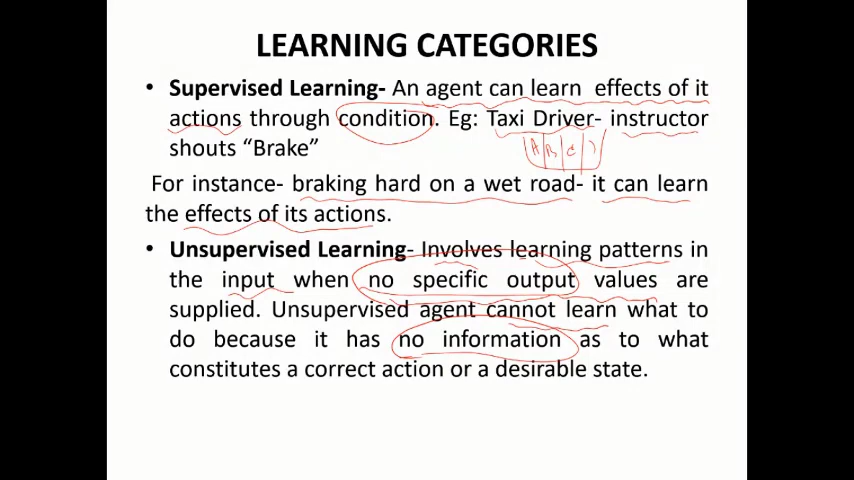 LEARNING CATEGORIES
• Supervised Learning- An agent can learn effects of it
actions through condition. Eg: Taxi Driver- instructor
shouts “Brake”
A B C
For instance- braking hard on a wet road- it can learn
the effects of its actions.
• Unsupervised Learning- Involves learning patterns in
the input when no specific output values are
supplied. Unsupervised agent cannot learn what to
do because it has no information as to what
constitutes a correct action or a desirable state.